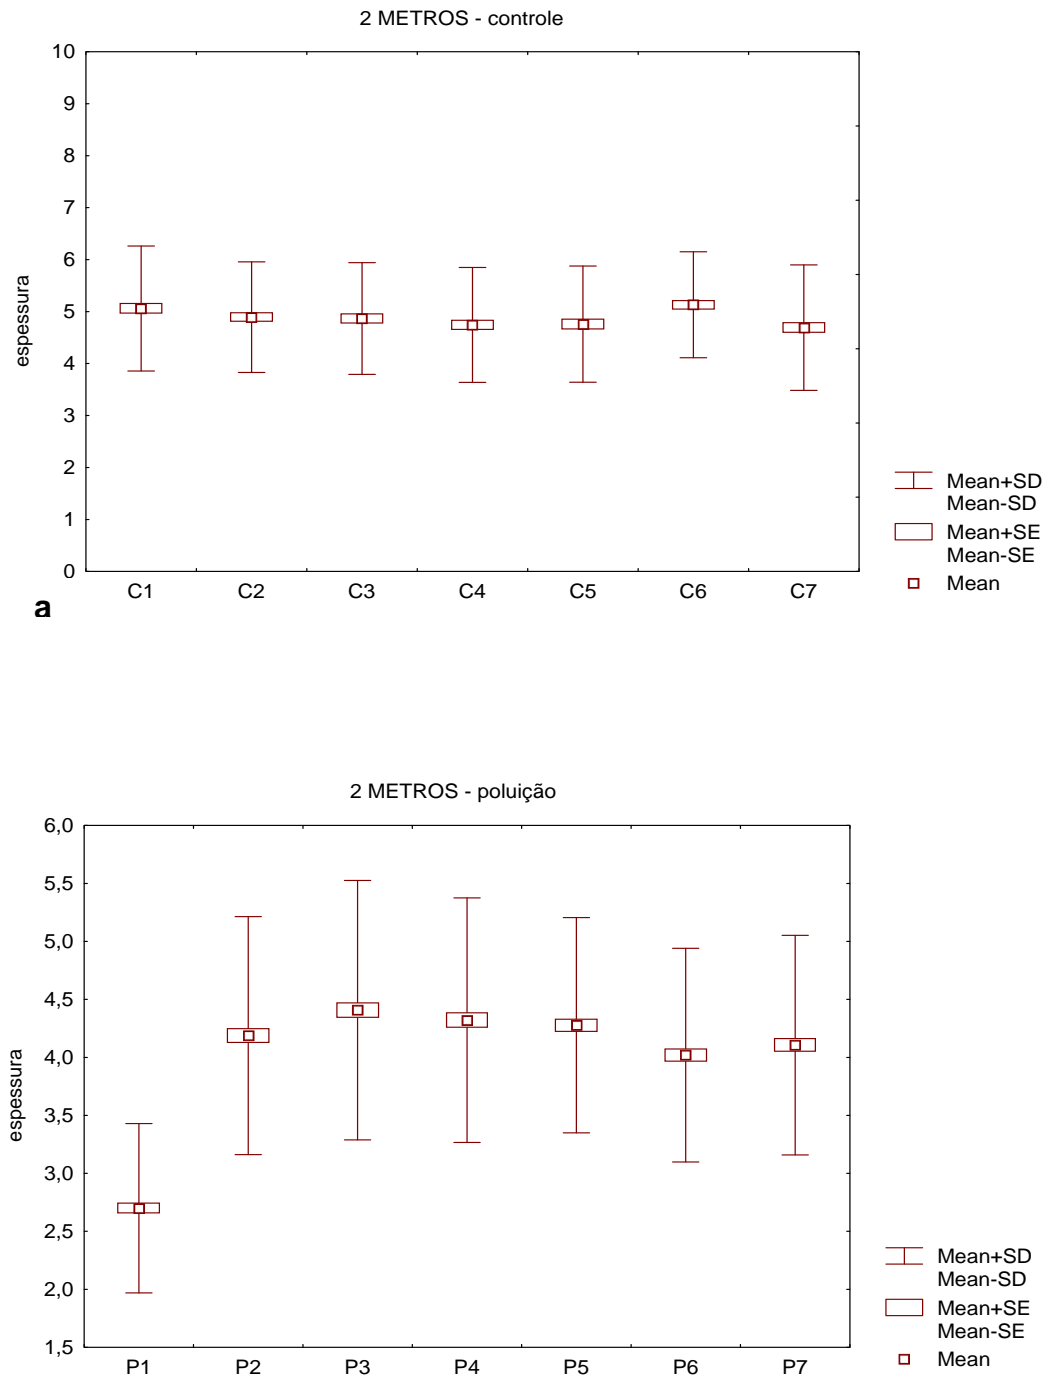 2 METROS - controle
10
9
8
7
6
5
4
3
2
1
0
espessura
C1 C2 C3 C4 C5 C6 C7
Mean+SD
Mean-SD
Mean+SE
Mean-SE
Mean
a
2 METROS - poluição
6,0
5,5
5,0
4,5
4,0
3,5
3,0
2,5
2,0
1,5
espessura
P1 P2 P3 P4 P5 P6 P7
Mean+SD
Mean-SD
Mean+SE
Mean-SE
Mean